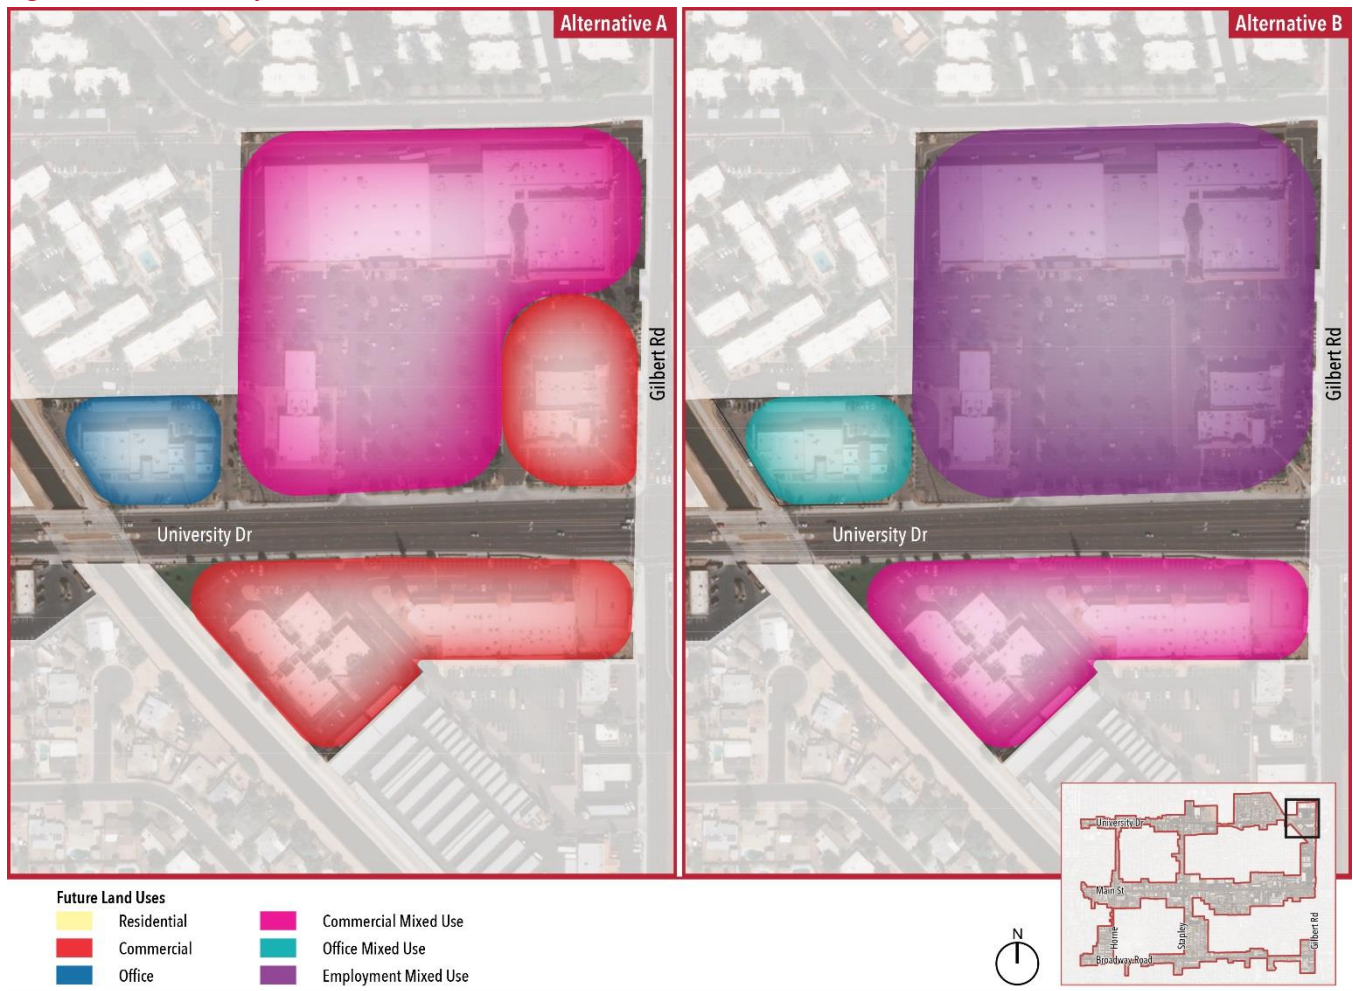 Alternative A
Alternative B
Gilbert Rd
Gilbert Rd
University Dr
University Dr
Future Land Uses
Residential
Commercial
Office
Commercial Mixed Use
Office Mixed Use
Employment Mixed Use
N
University Dr
Main St
Horne
Stapley
Gilbert Rd
Broadway Road